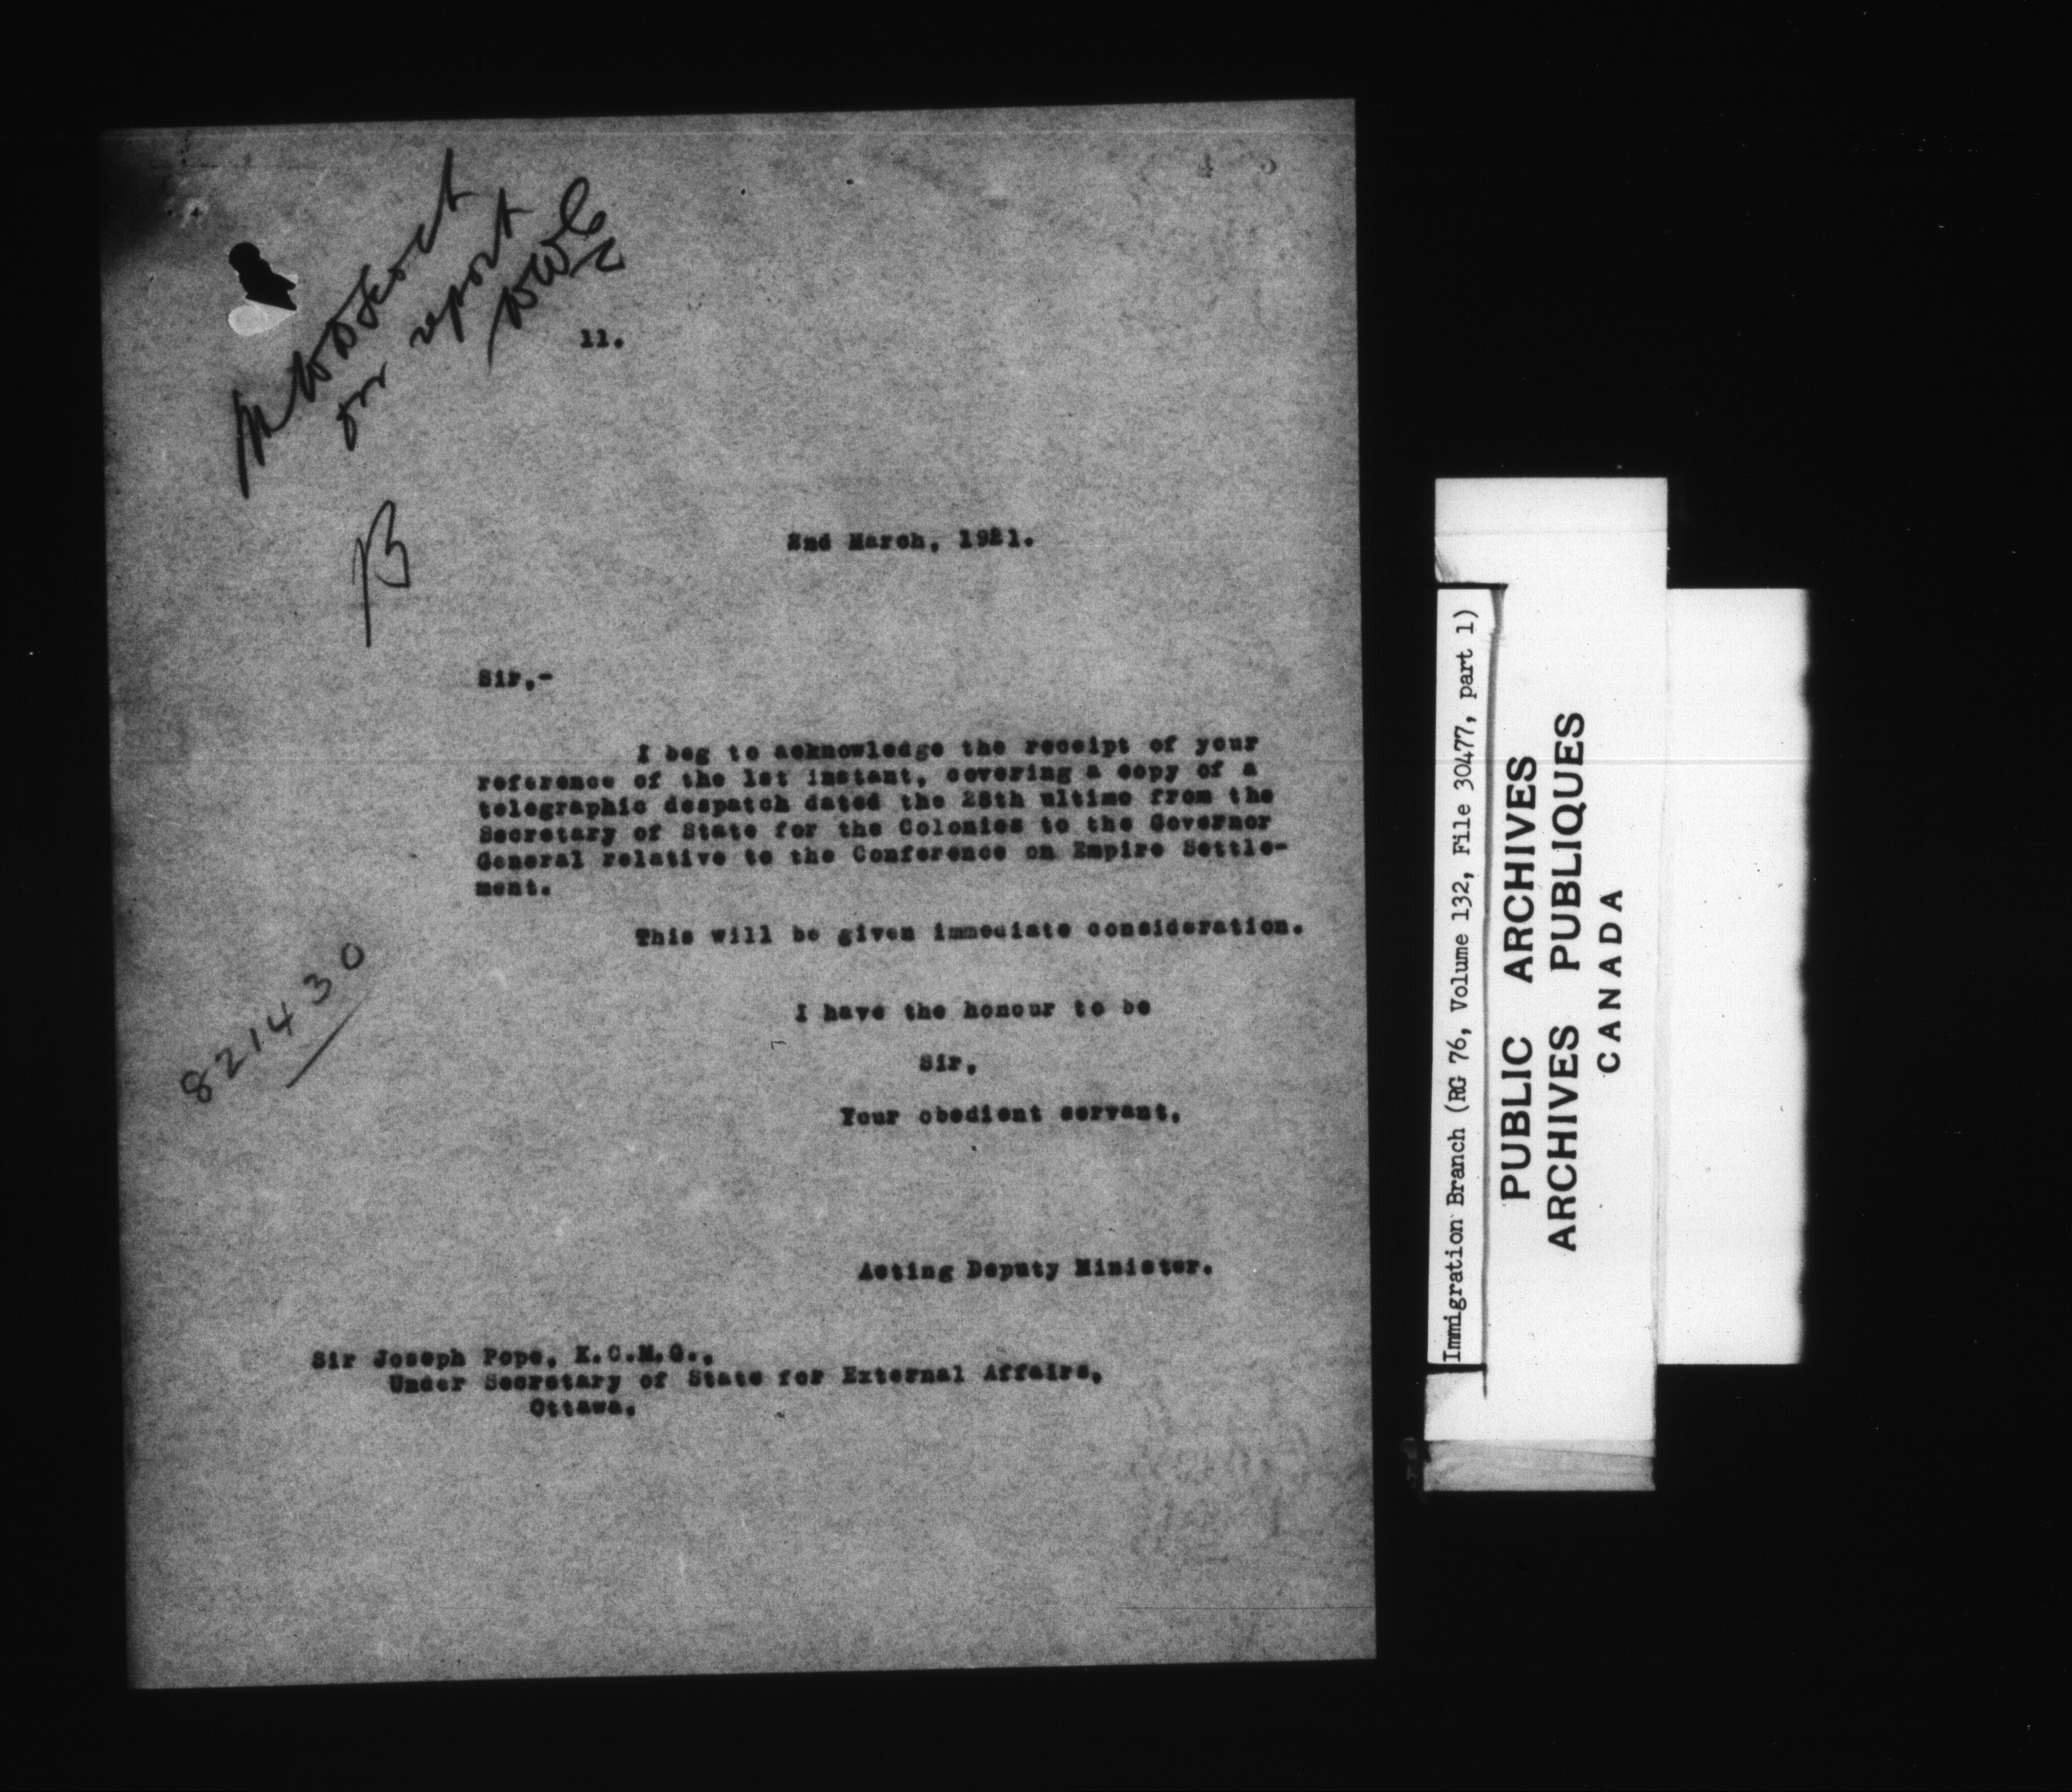 Mr W D Scott
for report
WWC
11.
B
2nd March, 1921.
Sir,-
I beg to acknowledge the receipt of your
reference of the 1st instant, covering a copy of a
telegraphic despatch dated the 28th ultimo from the
Secretary of State for the Colonies to the Governor
General relative to the Conference on Empire Settle-
ment.
This will be given immediate consideration.
821430
I have the honour to be
Sir,
Your obedient servant,
Acting Deputy Minister.
Sir Joseph Pope, K.C.M.G.,
Under Secretary of State for External Affairs,
Ottawa.
Immigration Branch (RG 76, Volume 132, File 30477, part 1)
PUBLIC ARCHIVES
ARCHIVES PUBLIQUES
CANADA